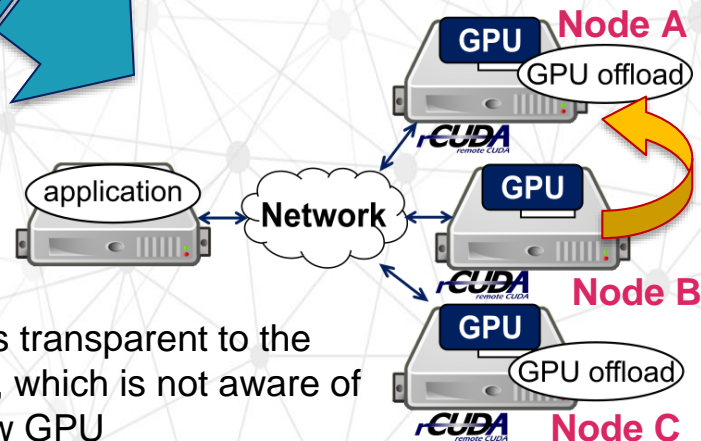 GPU
Node A
GPU offload
rCUDA
remote CUDA
application
Network
GPU
rCUDA
remote CUDA
Node B
s transparent to the
, which is not aware of
w GPU
GPU
GPU offload
rCUDA
remote CUDA
Node C